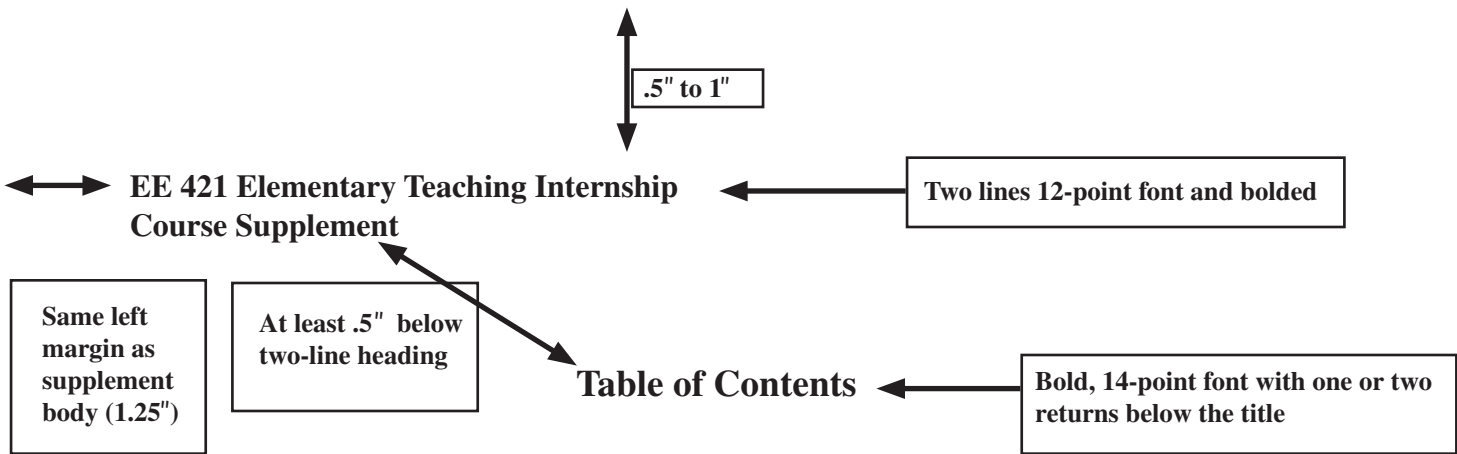 .5" to 1"
EE 421 Elementary Teaching Internship
Course Supplement
Two lines 12-point font and bolded
Same left
margin as
supplement
body (1.25")
At least .5" below
two-line heading
Table of Contents
Bold, 14-point font with one or two
returns below the title